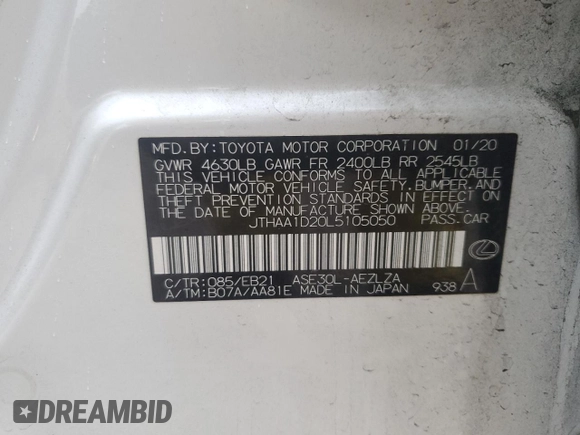 MFD.BY:TOYOTA MOTOR CORPORATION 01/20
GVWR 4630LB GAWR FR 2400LB RR 2545LB
THIS VEHICLE CONFORMS TO ALL APPLICABLE
FEDERAL MOTOR VEHICLE SAFETY,BUMPER,AND
THEFT PREVENTION STANDARDS IN EFFECT ON
THE DATE OF MANUFACTURE SHOWN ABOVE.
JTHAA1D20L5105050 PASS.CAR
C/TR:085/EB21 ASE30L-AEZLZA
A/TM:B07A/AA81E MADE IN JAPAN 938 A
DREAMBID